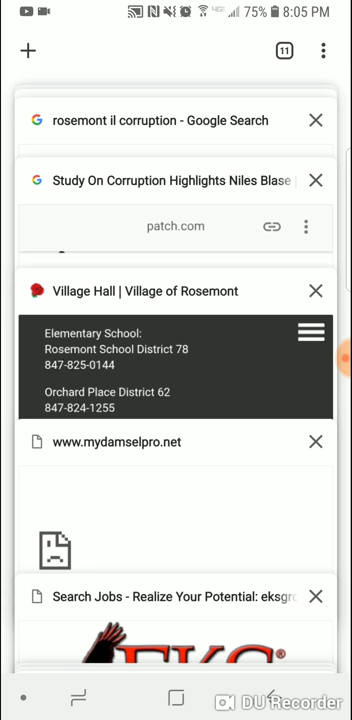 75% 8:05 PM
11
rosemont il corruption - Google Search
Study On Corruption Highlights Niles Blase
patch.com
Village Hall | Village of Rosemont
Elementary School:
Rosemont School District 78
847-825-0144
Orchard Place District 62
847-824-1255
www.mydamselpro.net
Search Jobs - Realize Your Potential: eksgro
EKS®
DU Recorder